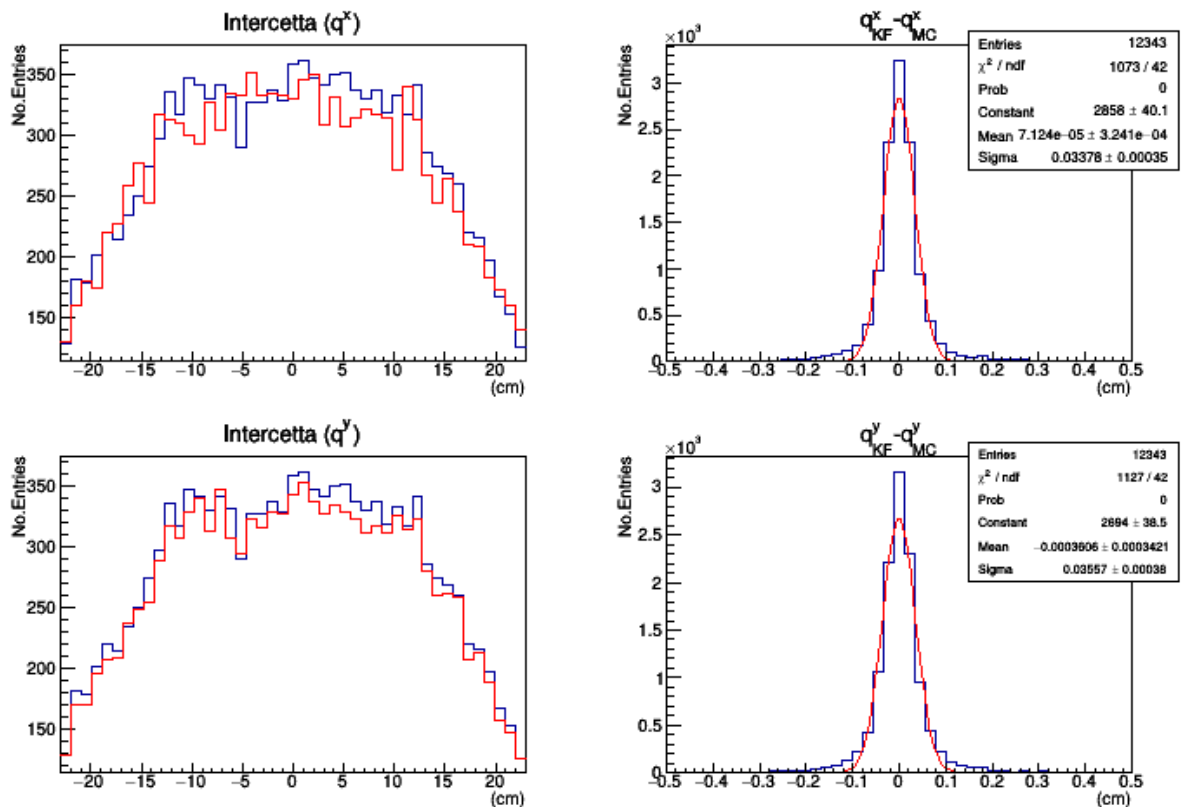 Intercetta (q^x)
No.Entries
350
300
250
200
150
−20 −15 −10 −5 0 5 10 15 20
(cm)
q^x_KF -q^x_MC
×10^3
No.Entries
3
2.5
2
1.5
1
0.5
0
−0.5 −0.4 −0.3 −0.2 −0.1 0 0.1 0.2 0.3 0.4 0.5
(cm)
Entries 12343
χ² / ndf 1073 / 42
Prob 0
Constant 2858 ± 40.1
Mean 7.124e−05 ± 3.241e−04
Sigma 0.03378 ± 0.00035
Intercetta (q^y)
No.Entries
350
300
250
200
150
−20 −15 −10 −5 0 5 10 15 20
(cm)
q^y_KF -q^y_MC
×10^3
No.Entries
3
2.5
2
1.5
1
0.5
0
−0.5 −0.4 −0.3 −0.2 −0.1 0 0.1 0.2 0.3 0.4 0.5
(cm)
Entries 12343
χ² / ndf 1127 / 42
Prob 0
Constant 2694 ± 38.5
Mean −0.0003606 ± 0.0003421
Sigma 0.03557 ± 0.00038